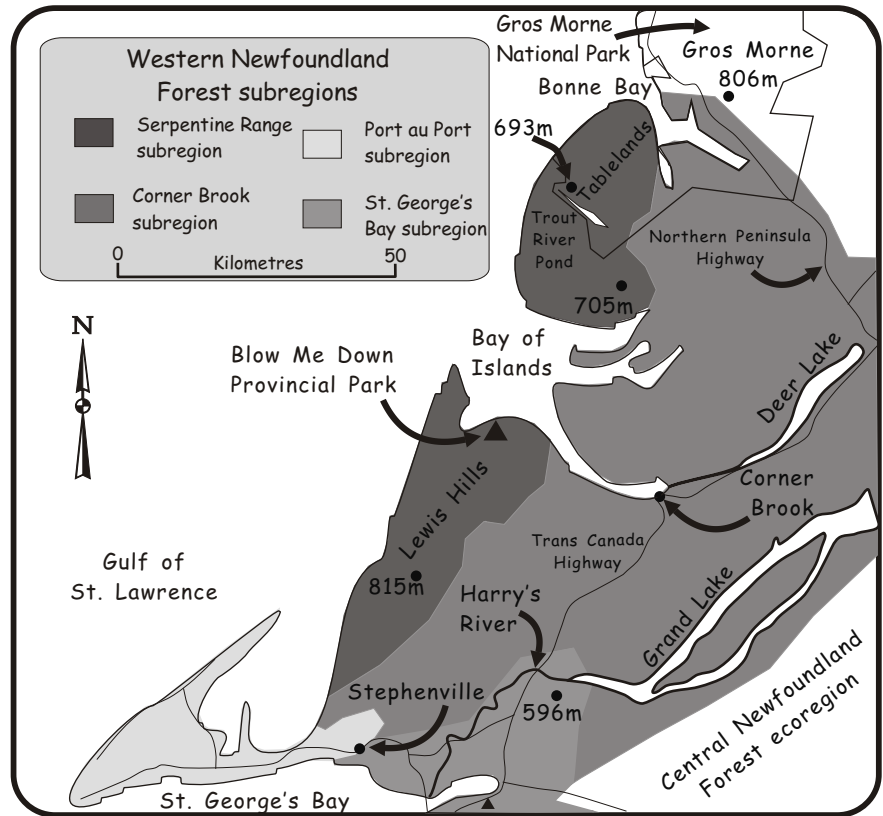 Gros Morne
National Park
Gros Morne
806m
Bonne Bay
Western Newfoundland
Forest subregions
Serpentine Range
subregion
Port au Port
subregion
Corner Brook
subregion
St. George's
Bay subregion
0
50
Kilometres
693m
Tablelands
Trout
River
Pond
Northern Peninsula
Highway
705m
N
Bay of
Islands
Blow Me Down
Provincial Park
Deer Lake
Corner
Brook
Lewis Hills
Trans Canada
Highway
Gulf of
St. Lawrence
815m
Harry's
River
Grand Lake
Stephenville
596m
Central Newfoundland
Forest ecoregion
St. George's Bay